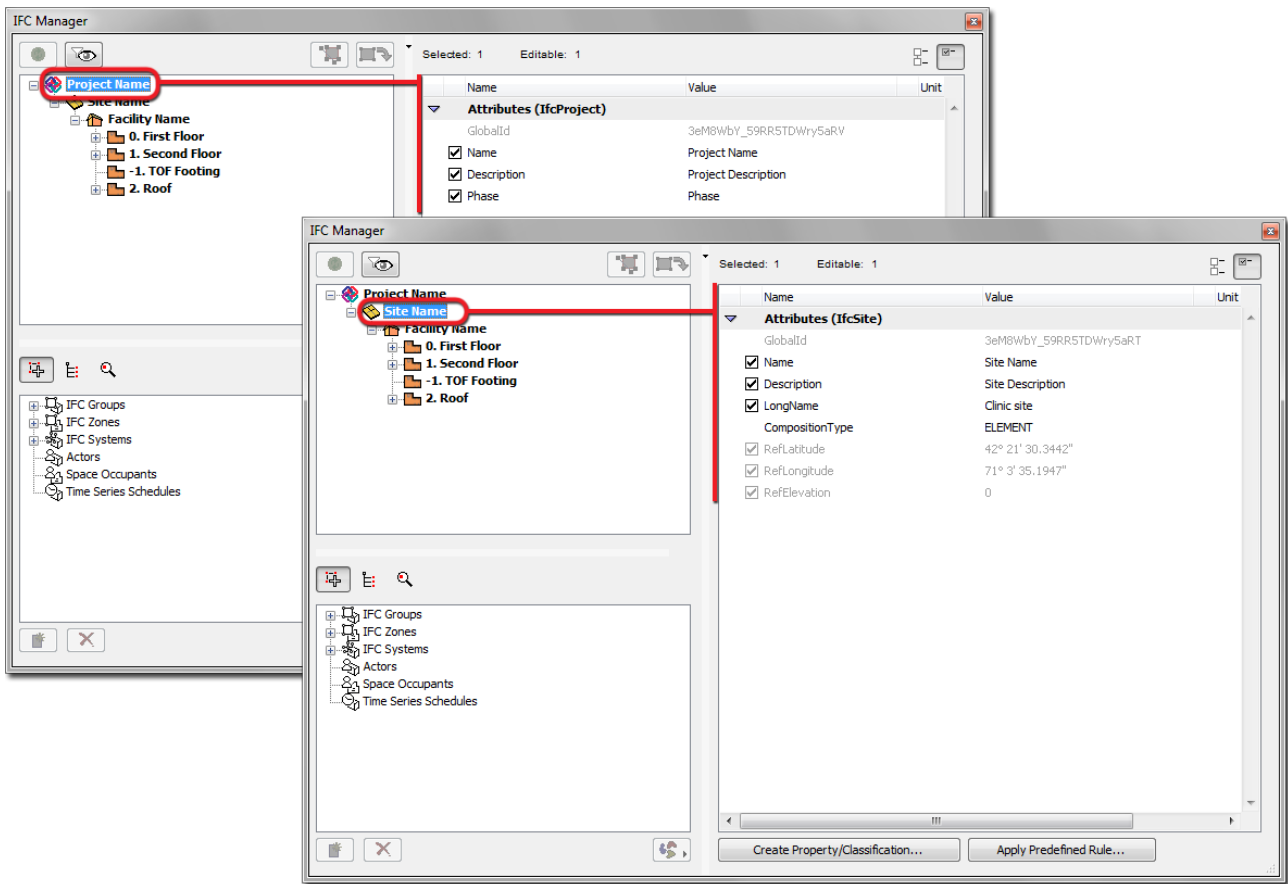 IFC Manager
Selected: 1 Editable: 1
Project Name
Site Name
Facility Name
0. First Floor
1. Second Floor
-1. TOF Footing
2. Roof
Name Value Unit
Attributes (IfcProject)
GlobalId 3eM8WbY_59RR5TDWry5aRV
Name Project Name
Description Project Description
Phase Phase
IFC Groups
IFC Zones
IFC Systems
Actors
Space Occupants
Time Series Schedules
IFC Manager
Selected: 1 Editable: 1
Project Name
Site Name
Facility Name
0. First Floor
1. Second Floor
-1. TOF Footing
2. Roof
Name Value Unit
Attributes (IfcSite)
GlobalId 3eM8WbY_59RR5TDWry5aRT
Name Site Name
Description Site Description
LongName Clinic site
CompositionType ELEMENT
RefLatitude 42° 21' 30.3442"
RefLongitude 71° 3' 35.1947"
RefElevation 0
IFC Groups
IFC Zones
IFC Systems
Actors
Space Occupants
Time Series Schedules
Create Property/Classification... Apply Predefined Rule...